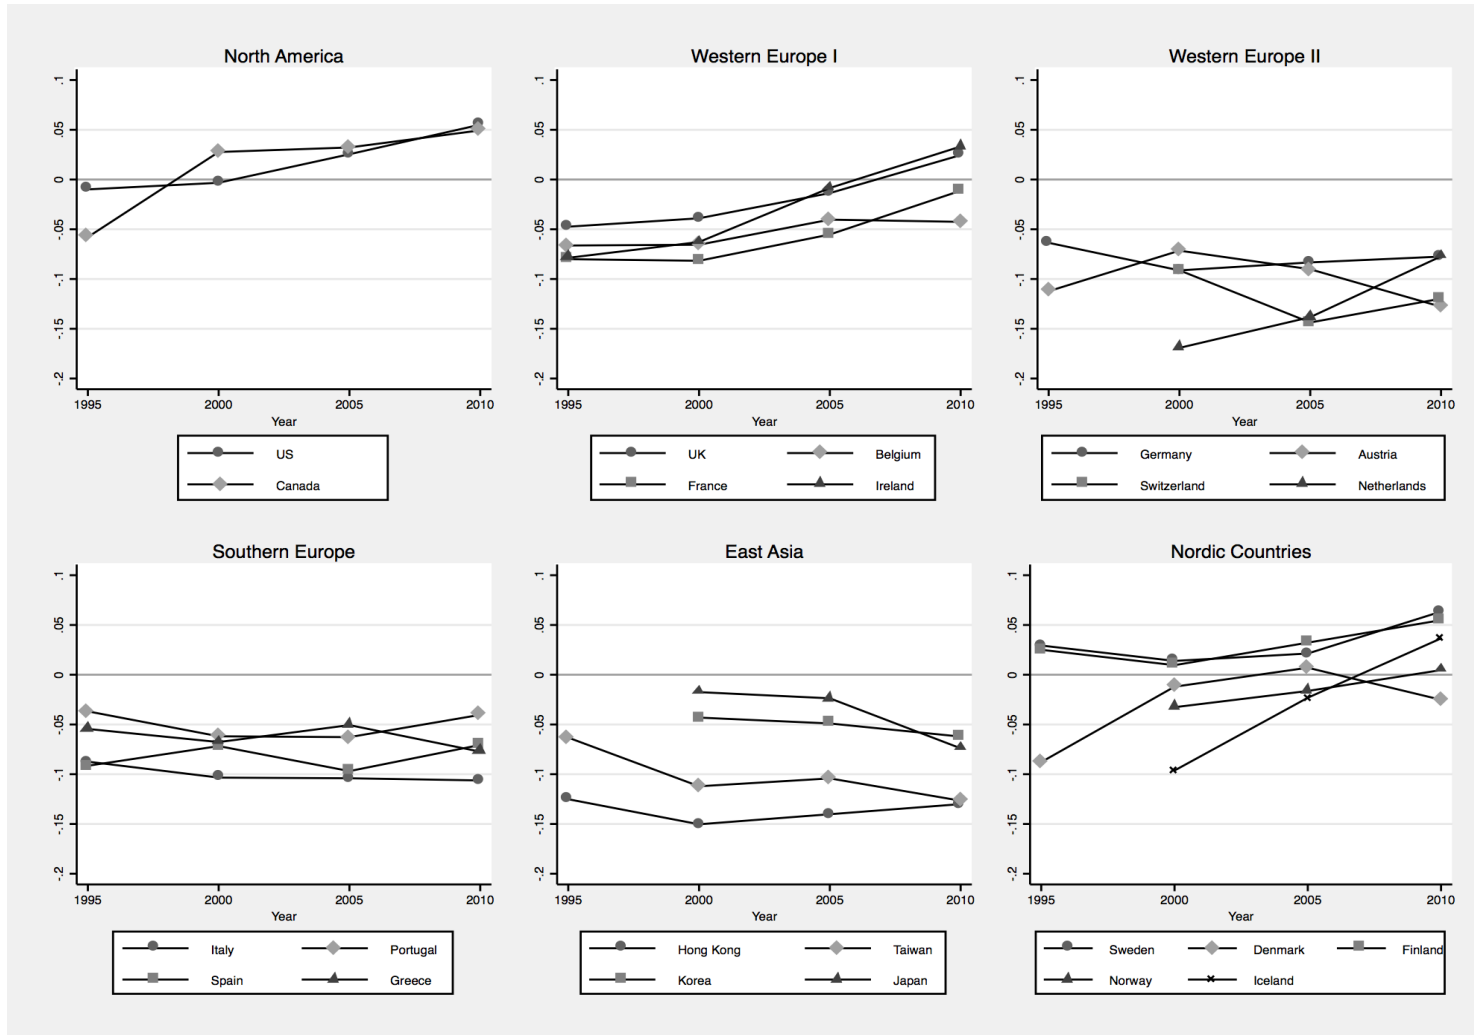 North America
.1
.05
0
-.05
-.1
-.15
-.2
1995 2000 2005 2010
Year
US
Canada
Western Europe I
.1
.05
0
-.05
-.1
-.15
-.2
1995 2000 2005 2010
Year
UK Belgium
France Ireland
Western Europe II
.1
.05
0
-.05
-.1
-.15
-.2
1995 2000 2005 2010
Year
Germany Austria
Switzerland Netherlands
Southern Europe
.1
.05
0
-.05
-.1
-.15
-.2
1995 2000 2005 2010
Year
Italy Portugal
Spain Greece
East Asia
.1
.05
0
-.05
-.1
-.15
-.2
1995 2000 2005 2010
Year
Hong Kong Taiwan
Korea Japan
Nordic Countries
.1
.05
0
-.05
-.1
-.15
-.2
1995 2000 2005 2010
Year
Sweden Denmark Finland
Norway Iceland